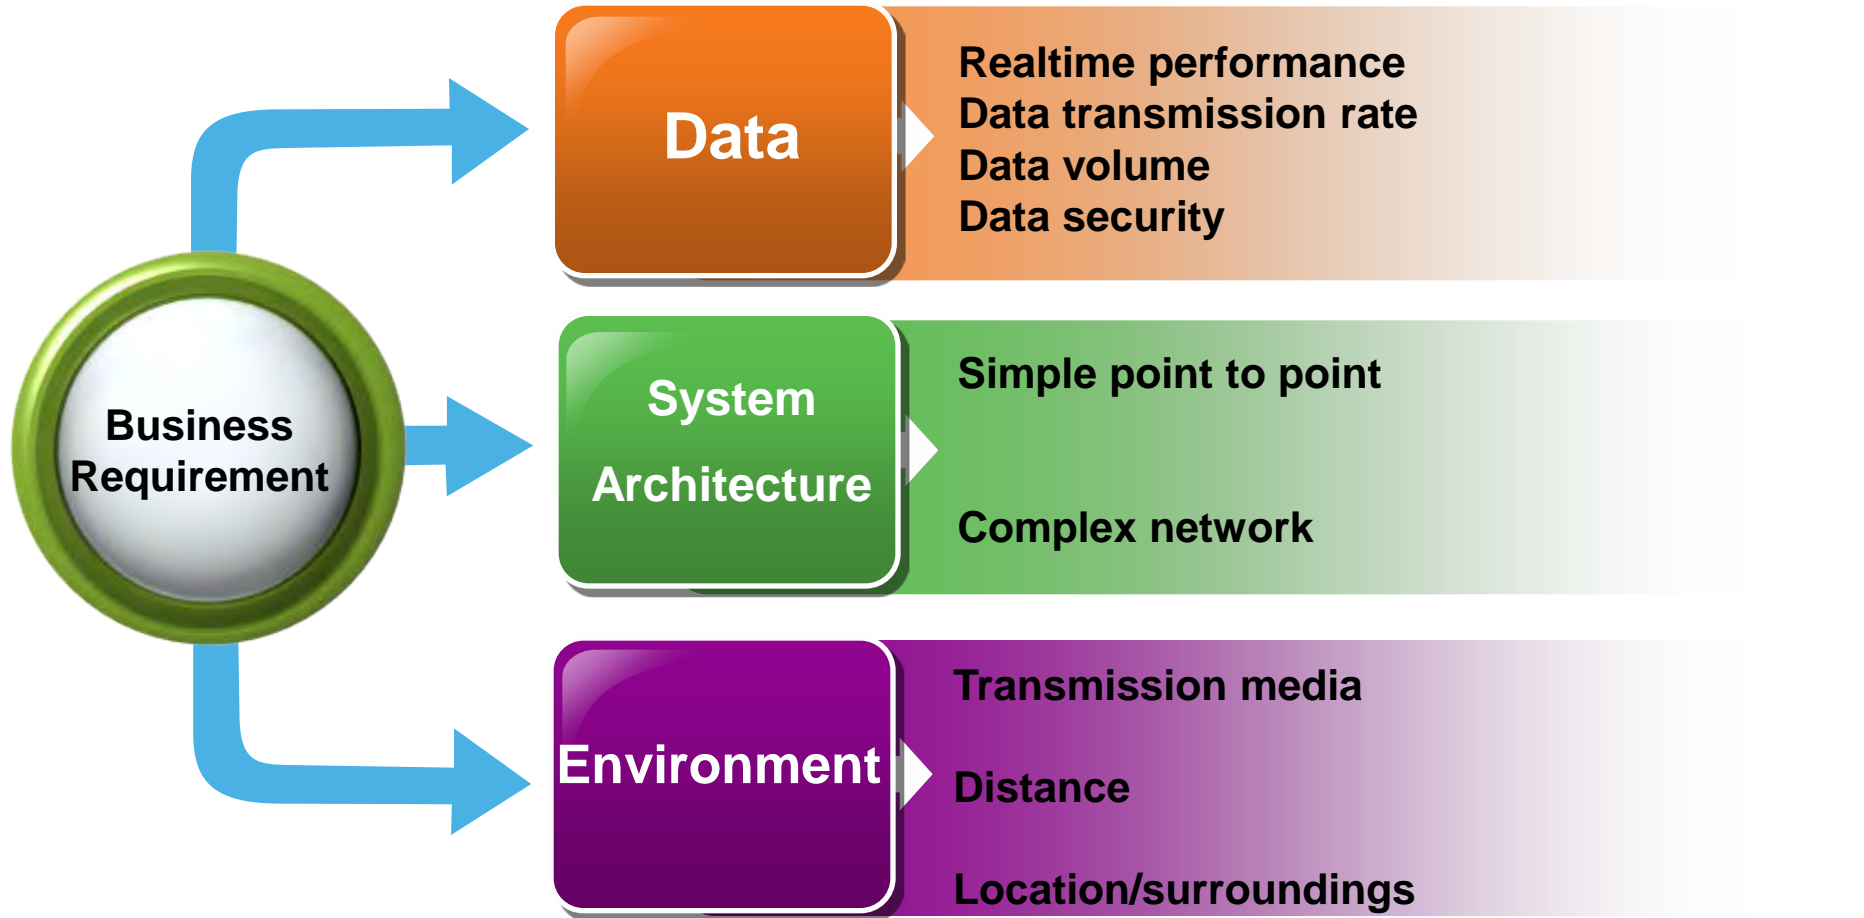 Business
Requirement
Data
Realtime performance
Data transmission rate
Data volume
Data security
System
Architecture
Simple point to point
Complex network
Environment
Transmission media
Distance
Location/surroundings